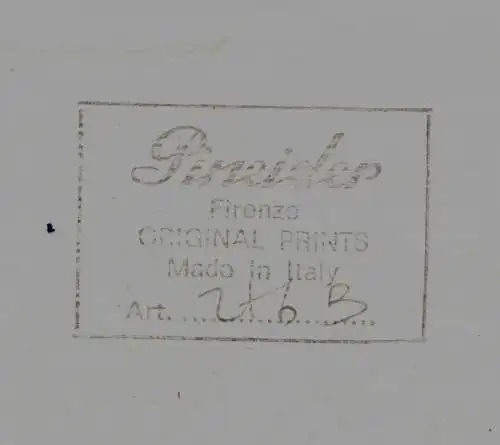 Pineider
Firenze
ORIGINAL PRINTS
Made in Italy
Art.